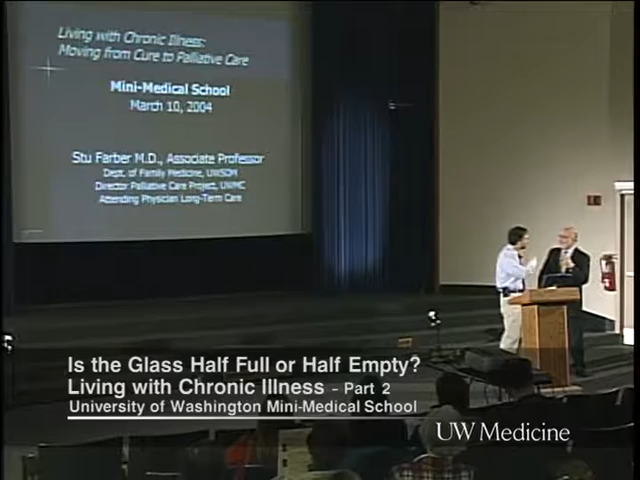 Living with Chronic Illness:
Moving from Cure to Palliative Care
Mini-Medical School
March 10, 2004
Stu Farber M.D., Associate Professor
Dept. of Family Medicine, UWSOM
Director Palliative Care Project, UWMC
Attending Physician Long-Term Care
Is the Glass Half Full or Half Empty?
Living with Chronic Illness - Part 2
University of Washington Mini-Medical School
UW Medicine